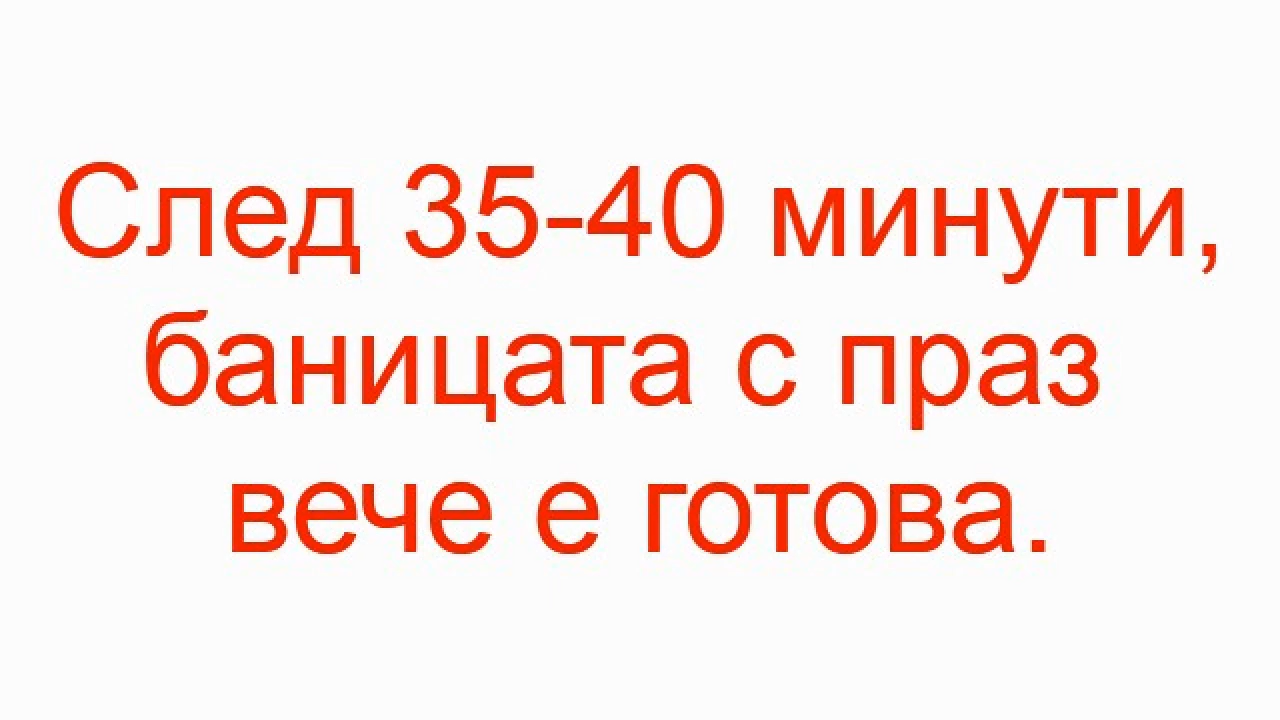 След 35-40 минути,
баницата с праз
вече е готова.